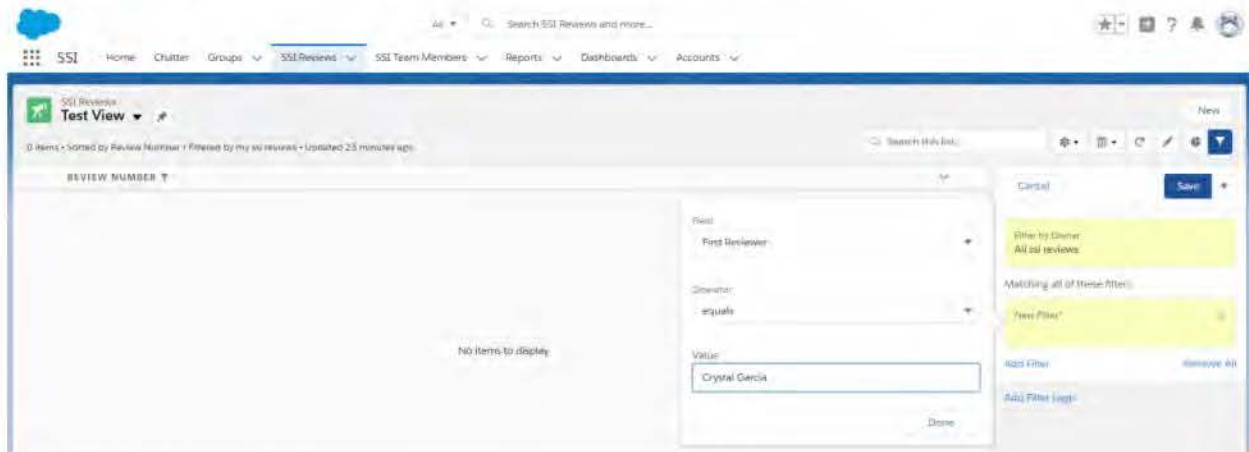 All Search SSI Reviews and more...
SSI Home Chatter Groups SSI Reviews SSI Team Members Reports Dashboards Accounts
SSI Reviews
Test View
New
0 items • Sorted by Review Number • Filtered by my ssi reviews • Updated 23 minutes ago
Search this list...
REVIEW NUMBER
Cancel Save
Field
First Reviewer
Filter by Owner
All ssi reviews
Matching all of these filters
Operator
equals
New Filter*
No items to display
Value
Crystal Garcia
Add Filter Remove All
Add Filter Logic
Done